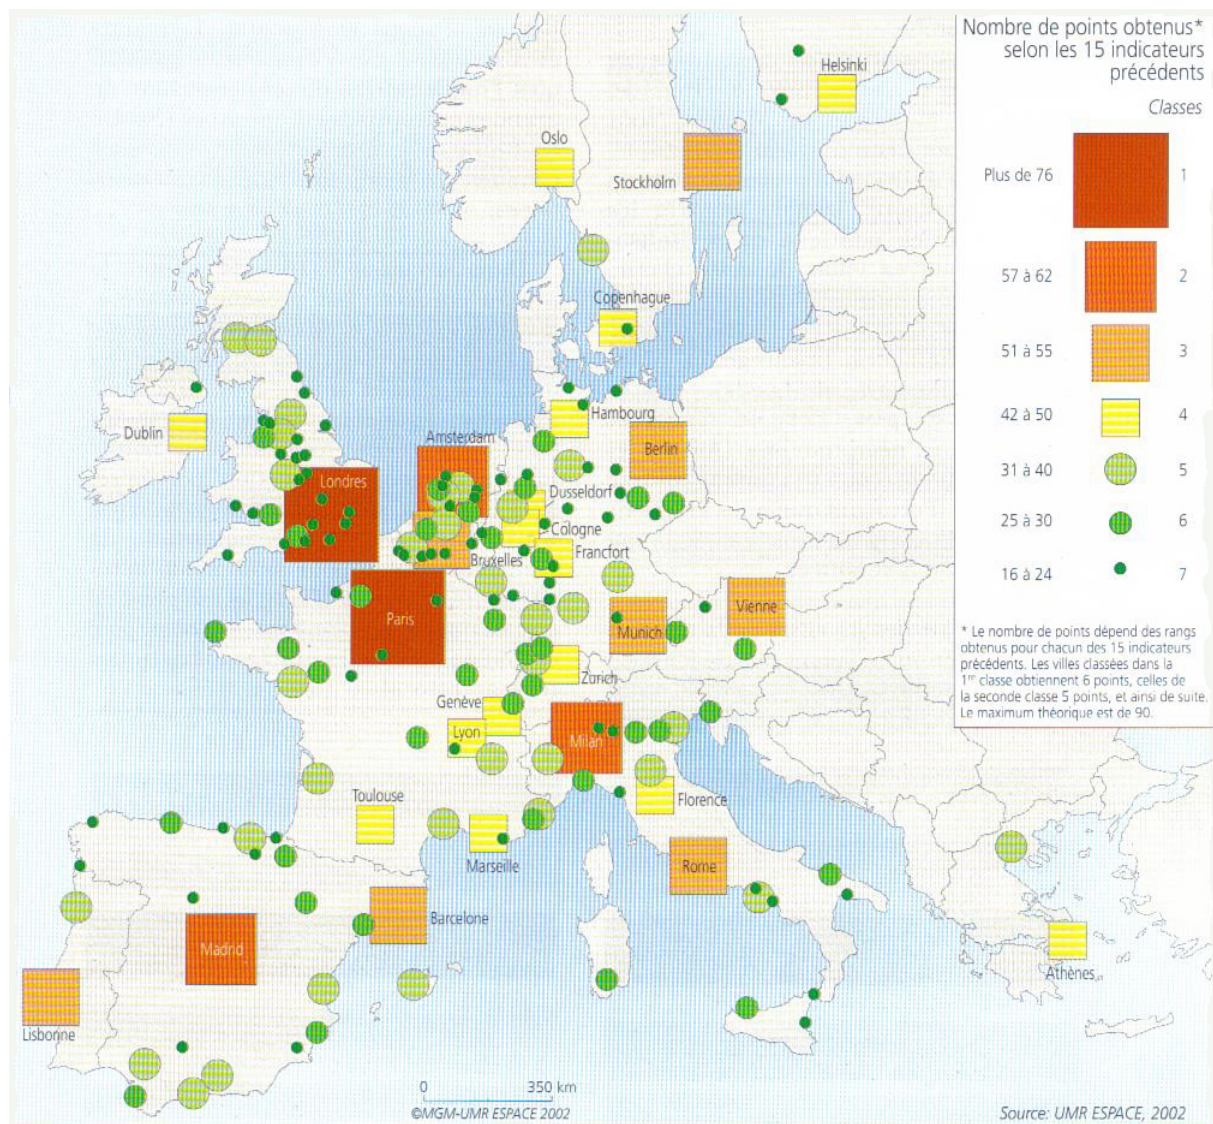 Nombre de points obtenus*
selon les 15 indicateurs
précédents
Classes
Plus de 76
1
57 à 62
2
51 à 55
3
42 à 50
4
31 à 40
5
25 à 30
6
16 à 24
7
* Le nombre de points dépend des rangs
obtenus pour chacun des 15 indicateurs
précédents. Les villes classées dans la
1re classe obtiennent 6 points, celles de
la seconde classe 5 points, et ainsi de suite.
Le maximum théorique est de 90.
Helsinki
Oslo
Stockholm
Copenhague
Dublin
Hambourg
Amsterdam
Berlin
Londres
Dusseldorf
Cologne
Francfort
Bruxelles
Paris
Vienne
Munich
Zurich
Genève
Lyon
Milan
Toulouse
Florence
Marseille
Rome
Barcelone
Madrid
Athènes
Lisbonne
0
350 km
©MGM-UMR ESPACE 2002
Source: UMR ESPACE, 2002